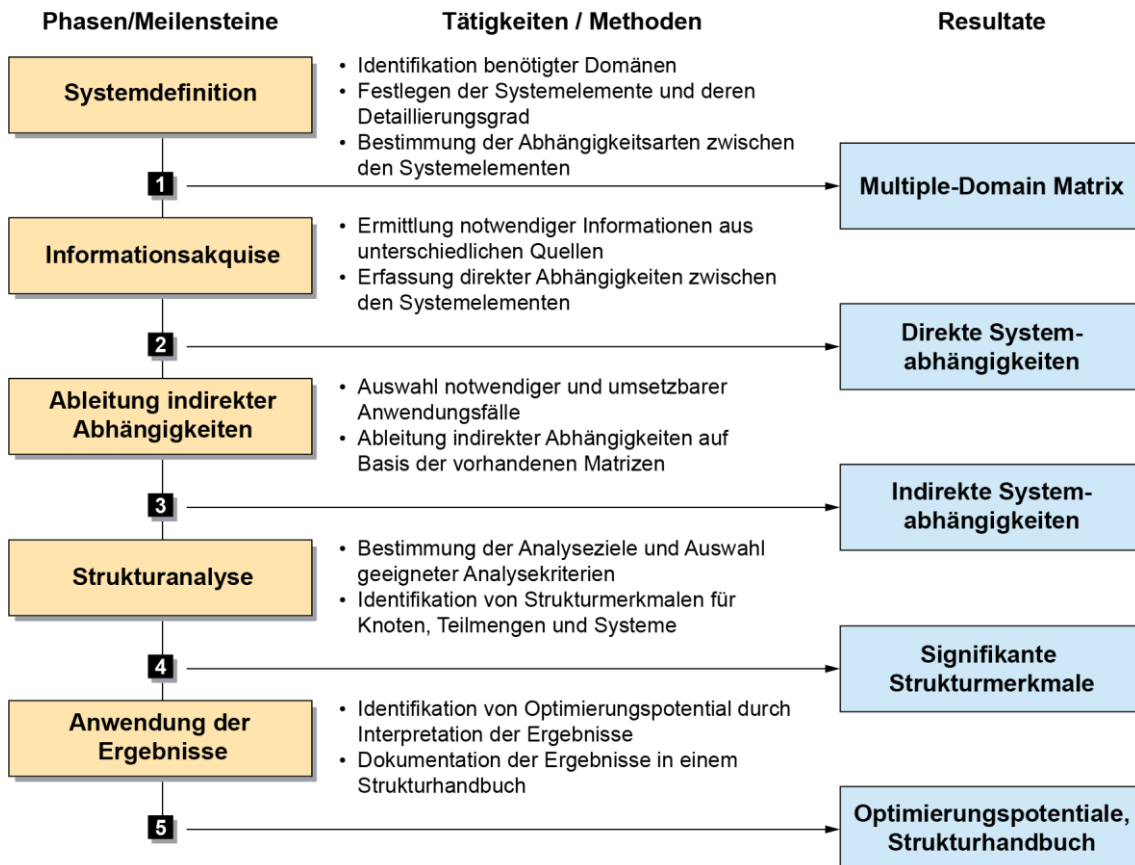 Phasen/Meilensteine
Tätigkeiten / Methoden
Resultate
Systemdefinition
• Identifikation benötigter Domänen
• Festlegen der Systemelemente und deren
Detaillierungsgrad
• Bestimmung der Abhängigkeitsarten zwischen
den Systemelementen
1
Multiple-Domain Matrix
Informationsakquise
• Ermittlung notwendiger Informationen aus
unterschiedlichen Quellen
• Erfassung direkter Abhängigkeiten zwischen
den Systemelementen
2
Direkte System-
abhängigkeiten
Ableitung indirekter
Abhängigkeiten
• Auswahl notwendiger und umsetzbarer
Anwendungsfälle
• Ableitung indirekter Abhängigkeiten auf
Basis der vorhandenen Matrizen
3
Indirekte System-
abhängigkeiten
Strukturanalyse
• Bestimmung der Analyseziele und Auswahl
geeigneter Analysekriterien
• Identifikation von Strukturmerkmalen für
Knoten, Teilmengen und Systeme
4
Signifikante
Strukturmerkmale
Anwendung der
Ergebnisse
• Identifikation von Optimierungspotential durch
Interpretation der Ergebnisse
• Dokumentation der Ergebnisse in einem
Strukturhandbuch
5
Optimierungspotentiale,
Strukturhandbuch